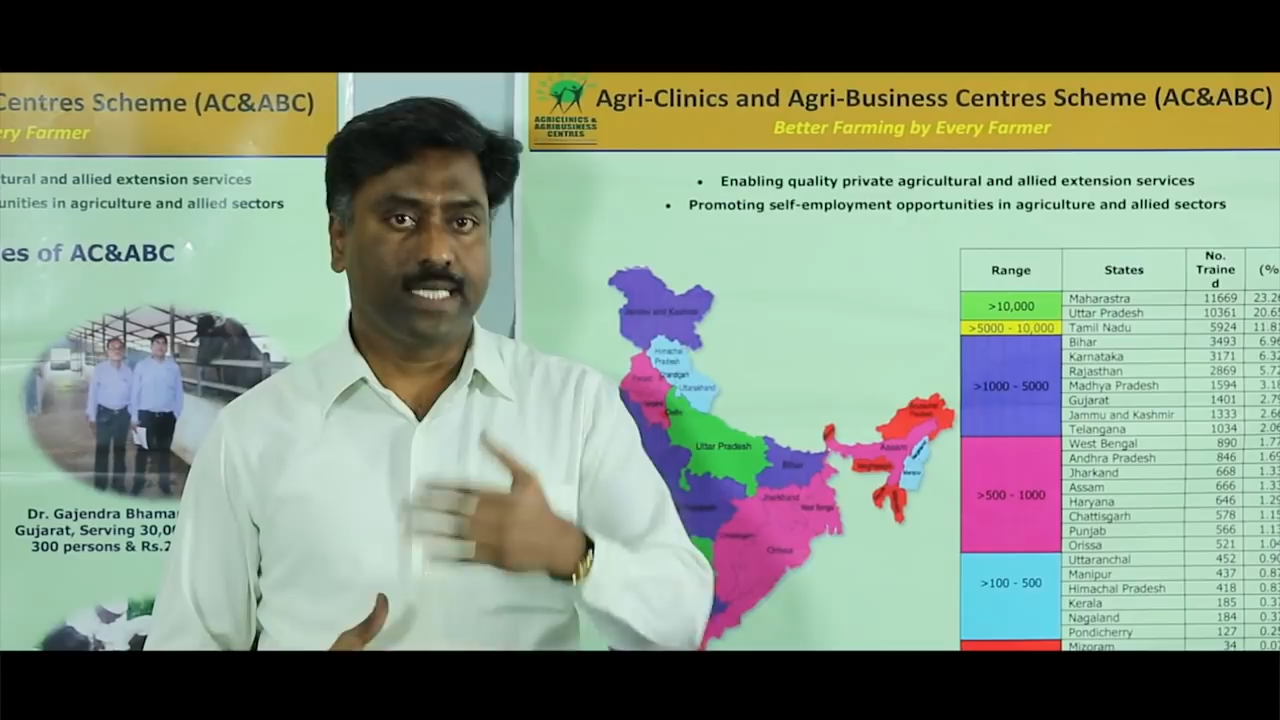 Centres Scheme (AC&ABC)
ery Farmer
tural and allied extension services
unities in agriculture and allied sectors
es of AC&ABC
Dr. Gajendra Bhama
Gujarat, Serving 30,00
300 persons & Rs.2
AGRICLINICS &
AGRIBUSINESS
CENTRES
Agri-Clinics and Agri-Business Centres Scheme (AC&ABC)
Better Farming by Every Farmer
• Enabling quality private agricultural and allied extension services
• Promoting self-employment opportunities in agriculture and allied sectors
Jammu and Kashmir
Himachal
Pradesh
Chandigarh
Punjab
Uttarakhand
Delhi
Uttar Pradesh
Bihar
Assam
Jharkhand
West Bengal
Orissa
Range States No. Traine d (%
>10,000 Maharastra 11669 23.2
Uttar Pradesh 10361 20.6
>5000 - 10,000 Tamil Nadu 5924 11.8
>1000 - 5000 Bihar 3493 6.9
Karnataka 3171 6.3
Rajasthan 2869 5.7
Madhya Pradesh 1594 3.1
Gujarat 1401 2.7
Jammu and Kashmir 1333 2.6
Telangana 1034 2.0
>500 - 1000 West Bengal 890 1.7
Andhra Pradesh 846 1.6
Jharkand 668 1.3
Assam 666 1.3
Haryana 646 1.2
Chattisgarh 578 1.1
Punjab 566 1.1
Orissa 521 1.0
>100 - 500 Uttaranchal 452 0.9
Manipur 437 0.8
Himachal Pradesh 418 0.8
Kerala 185 0.3
Nagaland 184 0.3
Pondicherry 127 0.2
Mizoram 34 0.0